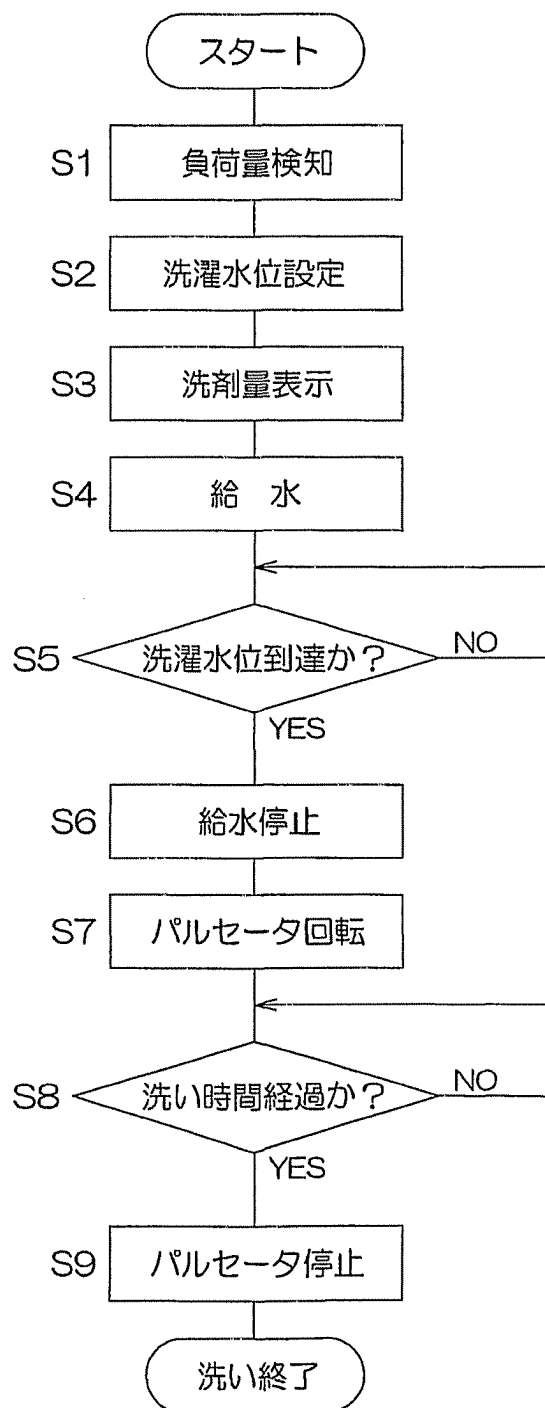 スタート
S1 負荷量検知
S2 洗濯水位設定
S3 洗剤量表示
S4 給　水
S5 洗濯水位到達か? NO
YES
S6 給水停止
S7 パルセータ回転
S8 洗い時間経過か? NO
YES
S9 パルセータ停止
洗い終了